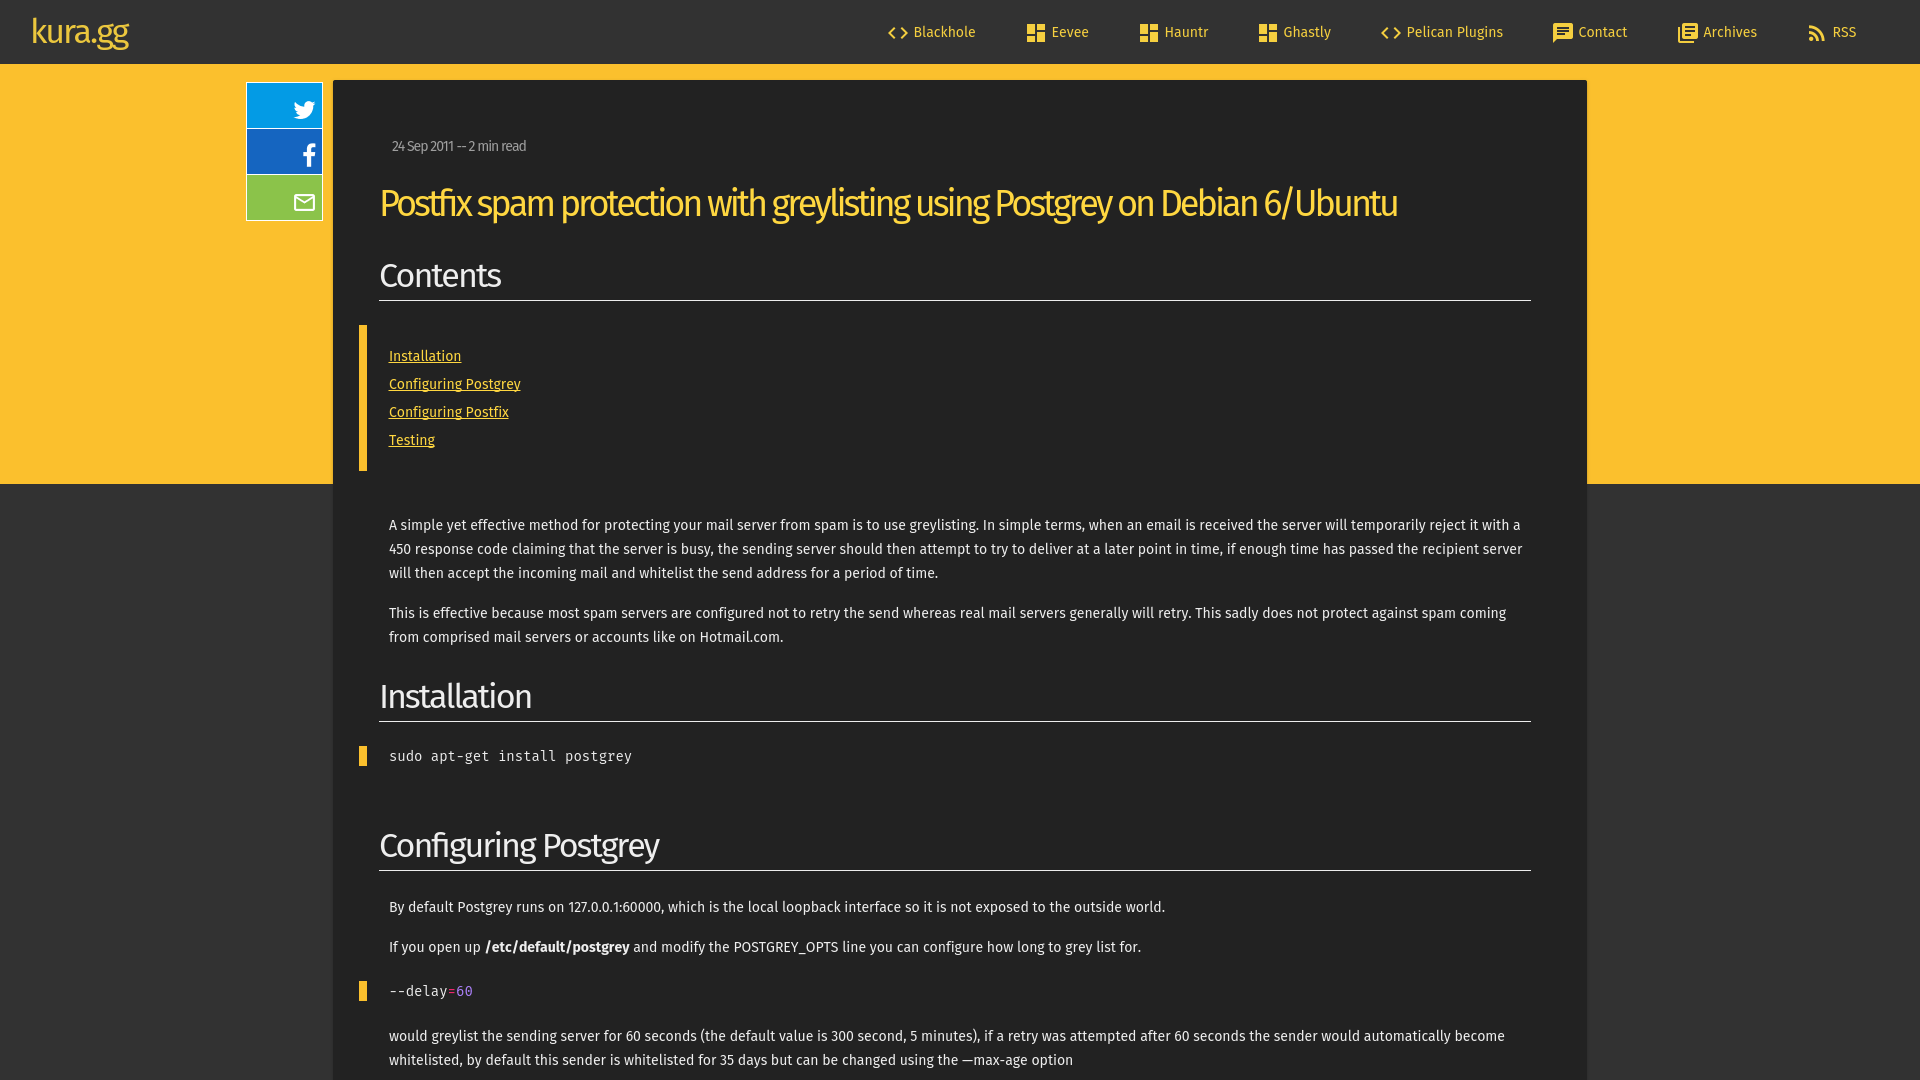 kura.gg
Blackhole
Eevee
Hauntr
Ghastly
Pelican Plugins
Contact
Archives
RSS
24 Sep 2011 -- 2 min read
Postfix spam protection with greylisting using Postgrey on Debian 6/Ubuntu
Contents
Installation
Configuring Postgrey
Configuring Postfix
Testing
A simple yet effective method for protecting your mail server from spam is to use greylisting. In simple terms, when an email is received the server will temporarily reject it with a
450 response code claiming that the server is busy, the sending server should then attempt to try to deliver at a later point in time, if enough time has passed the recipient server
will then accept the incoming mail and whitelist the send address for a period of time.
This is effective because most spam servers are configured not to retry the send whereas real mail servers generally will retry. This sadly does not protect against spam coming
from comprised mail servers or accounts like on Hotmail.com.
Installation
sudo apt-get install postgrey
Configuring Postgrey
By default Postgrey runs on 127.0.0.1:60000, which is the local loopback interface so it is not exposed to the outside world.
If you open up /etc/default/postgrey and modify the POSTGREY_OPTS line you can configure how long to grey list for.
--delay=60
would greylist the sending server for 60 seconds (the default value is 300 second, 5 minutes), if a retry was attempted after 60 seconds the sender would automatically become
whitelisted, by default this sender is whitelisted for 35 days but can be changed using the —max-age option